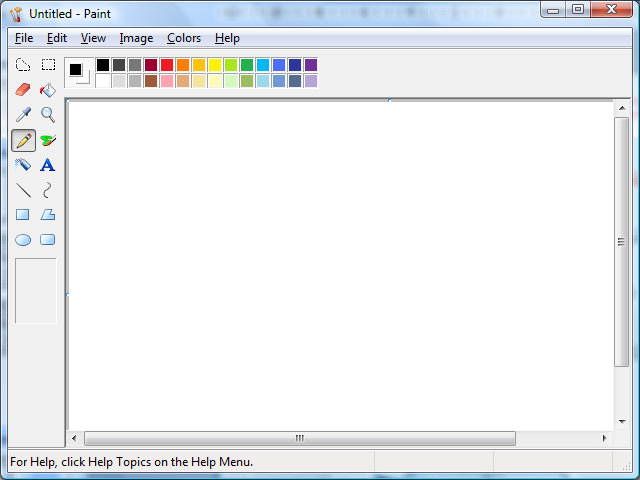 Untitled - Paint
File Edit View Image Colors Help
For Help, click Help Topics on the Help Menu.